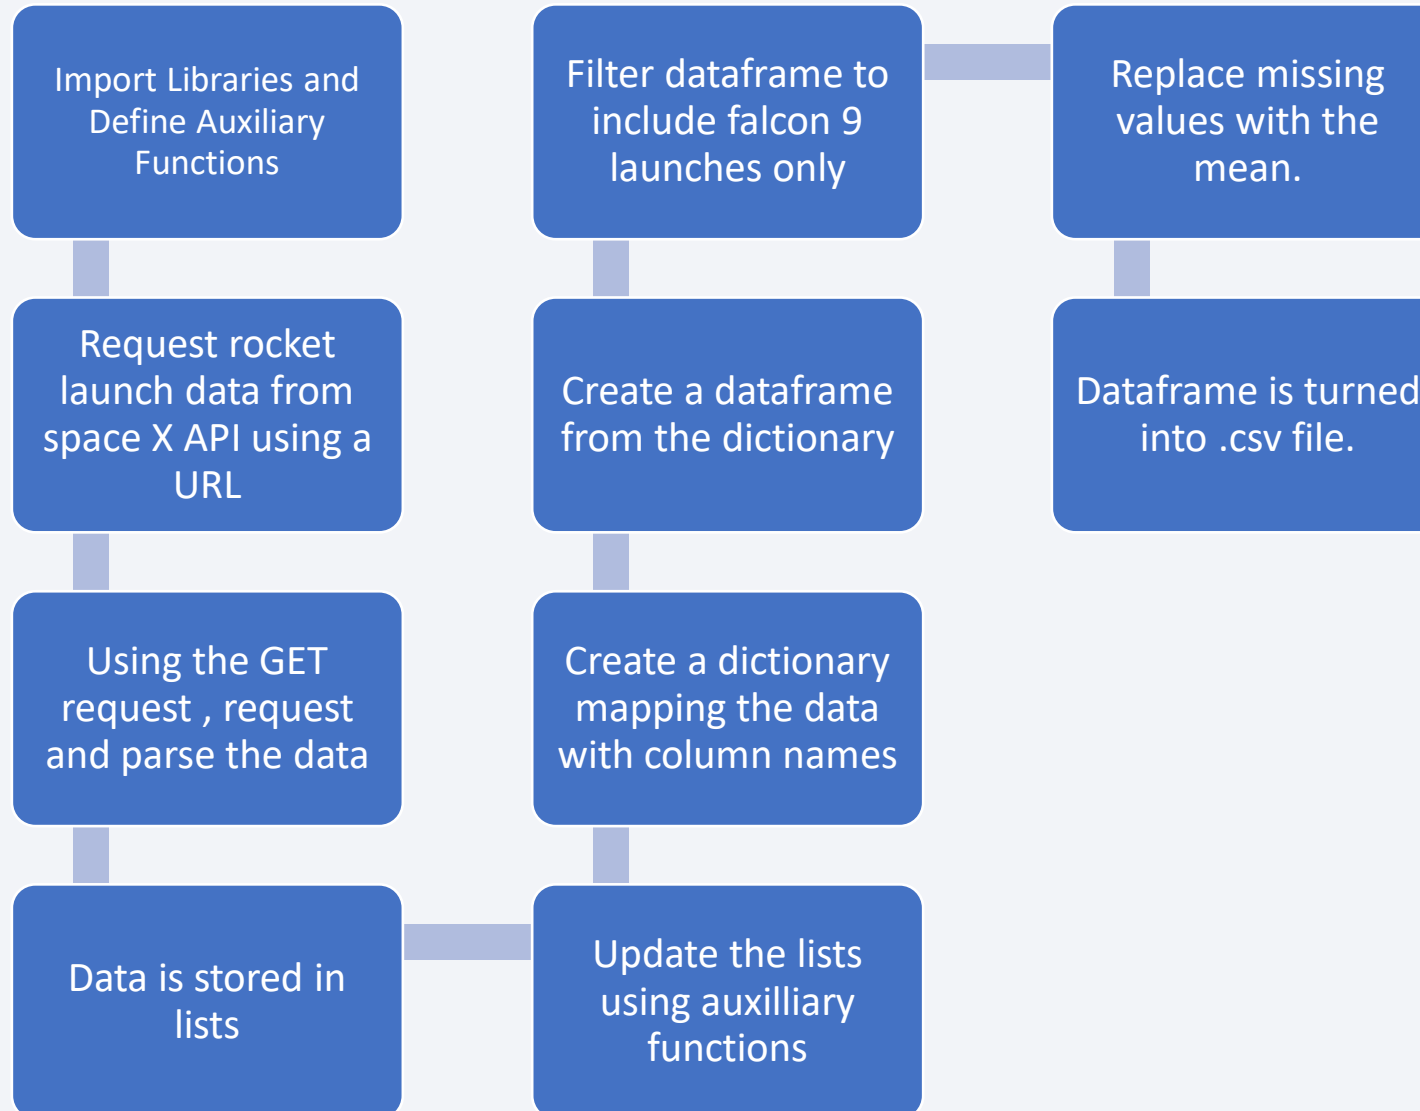 Import Libraries and
Define Auxiliary
Functions
Request rocket
launch data from
space X API using a
URL
Using the GET
request , request
and parse the data
Data is stored in
lists
Update the lists
using auxilliary
functions
Create a dictionary
mapping the data
with column names
Create a dataframe
from the dictionary
Filter dataframe to
include falcon 9
launches only
Replace missing
values with the
mean.
Dataframe is turned
into .csv file.